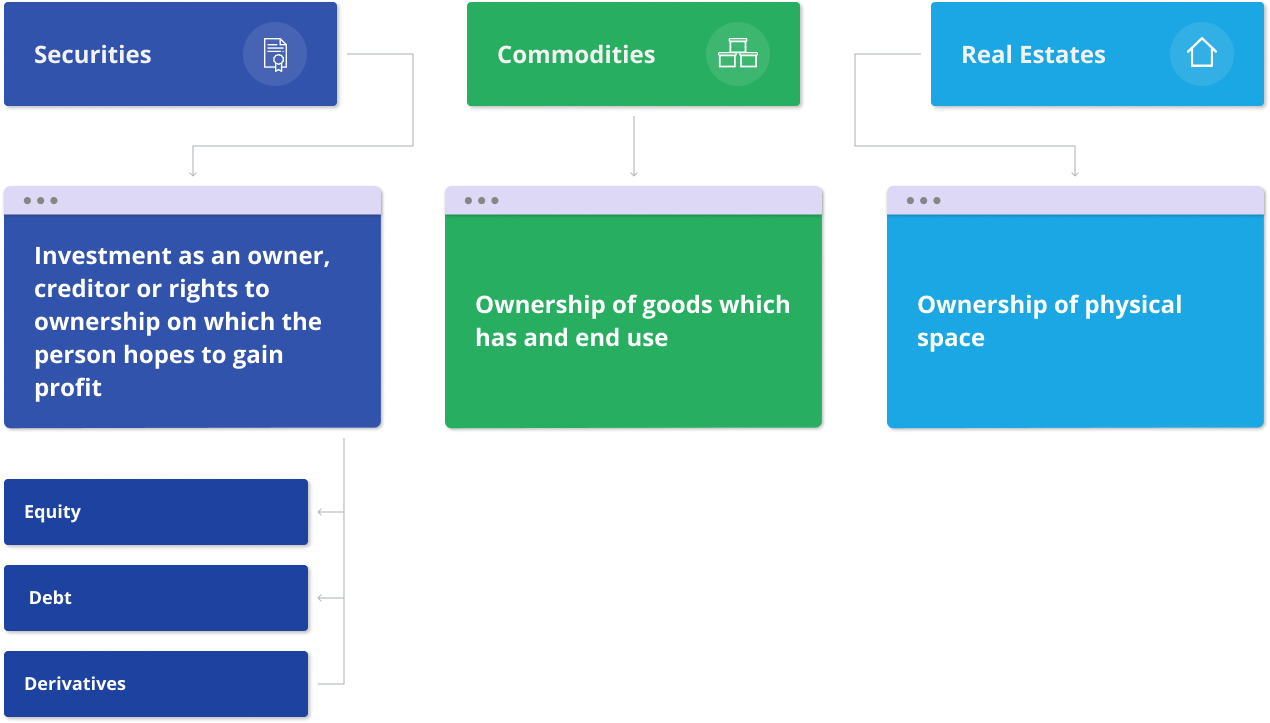 Securities
Commodities
Real Estates
Investment as an owner,
creditor or rights to
ownership on which the
person hopes to gain
profit
Ownership of goods which
has and end use
Ownership of physical
space
Equity
Debt
Derivatives